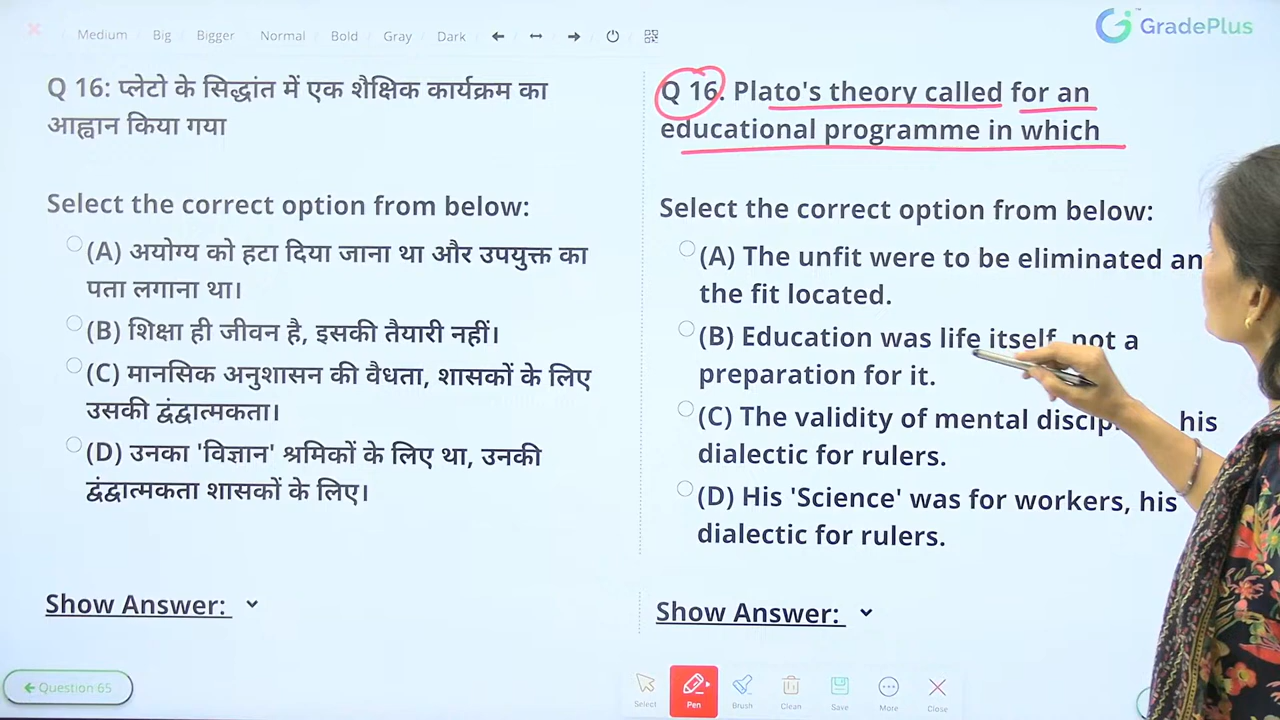 Medium Big Bigger Normal Bold Gray Dark
GradePlus
Q 16: प्लेटो के सिद्धांत में एक शैक्षिक कार्यक्रम का
आह्वान किया गया
Select the correct option from below:
(A) अयोग्य को हटा दिया जाना था और उपयुक्त का
पता लगाना था।
(B) शिक्षा ही जीवन है, इसकी तैयारी नहीं।
(C) मानसिक अनुशासन की वैधता, शासकों के लिए
उसकी द्वंद्वात्मकता।
(D) उनका 'विज्ञान' श्रमिकों के लिए था, उनकी
द्वंद्वात्मकता शासकों के लिए।
Show Answer:
Q 16. Plato's theory called for an
educational programme in which
Select the correct option from below:
(A) The unfit were to be eliminated an
the fit located.
(B) Education was life itself, not a
preparation for it.
(C) The validity of mental discip his
dialectic for rulers.
(D) His 'Science' was for workers, his
dialectic for rulers.
Show Answer:
Question 65
Select Pen Brush Clean Save More Close